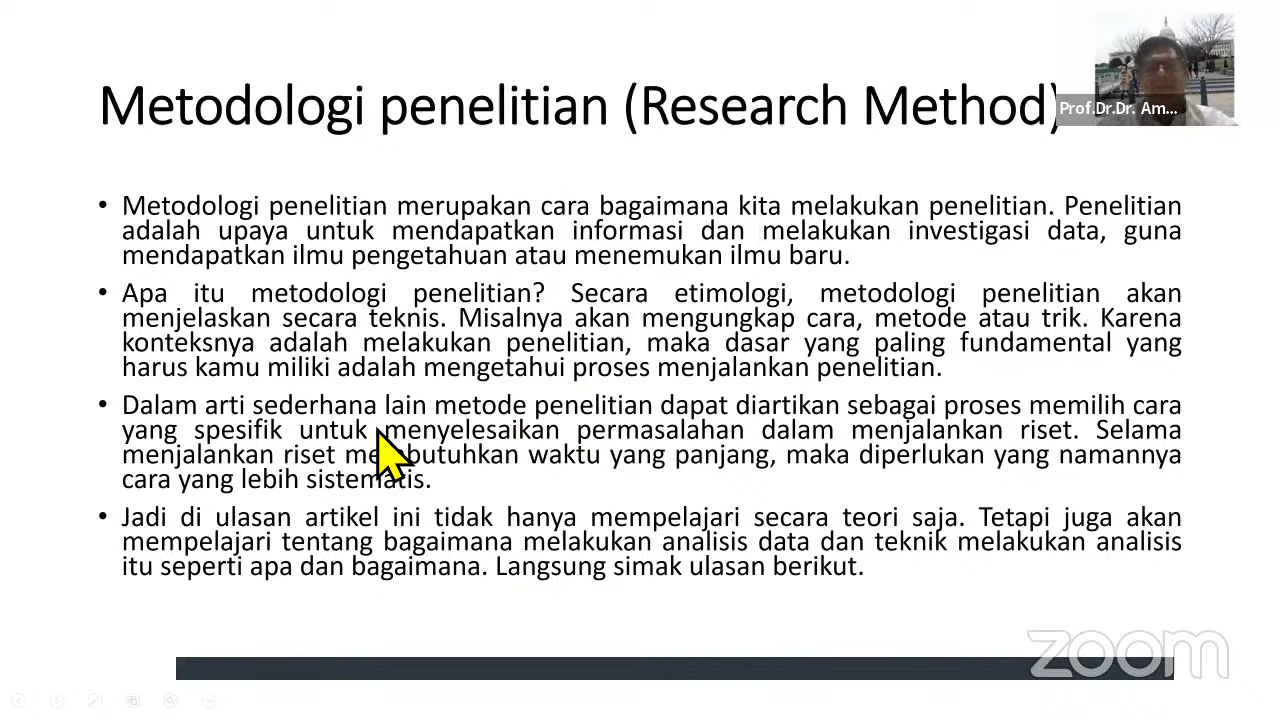 Metodologi penelitian (Research Method)
Prof.Dr.Dr. Am...
• Metodologi penelitian merupakan cara bagaimana kita melakukan penelitian. Penelitian
adalah upaya untuk mendapatkan informasi dan melakukan investigasi data, guna
mendapatkan ilmu pengetahuan atau menemukan ilmu baru.
• Apa itu metodologi penelitian? Secara etimologi, metodologi penelitian akan
menjelaskan secara teknis. Misalnya akan mengungkap cara, metode atau trik. Karena
konteksnya adalah melakukan penelitian, maka dasar yang paling fundamental yang
harus kamu miliki adalah mengetahui proses menjalankan penelitian.
• Dalam arti sederhana lain metode penelitian dapat diartikan sebagai proses memilih cara
yang spesifik untuk menyelesaikan permasalahan dalam menjalankan riset. Selama
menjalankan riset membutuhkan waktu yang panjang, maka diperlukan yang namannya
cara yang lebih sistematis.
• Jadi di ulasan artikel ini tidak hanya mempelajari secara teori saja. Tetapi juga akan
mempelajari tentang bagaimana melakukan analisis data dan teknik melakukan analisis
itu seperti apa dan bagaimana. Langsung simak ulasan berikut.
zoom